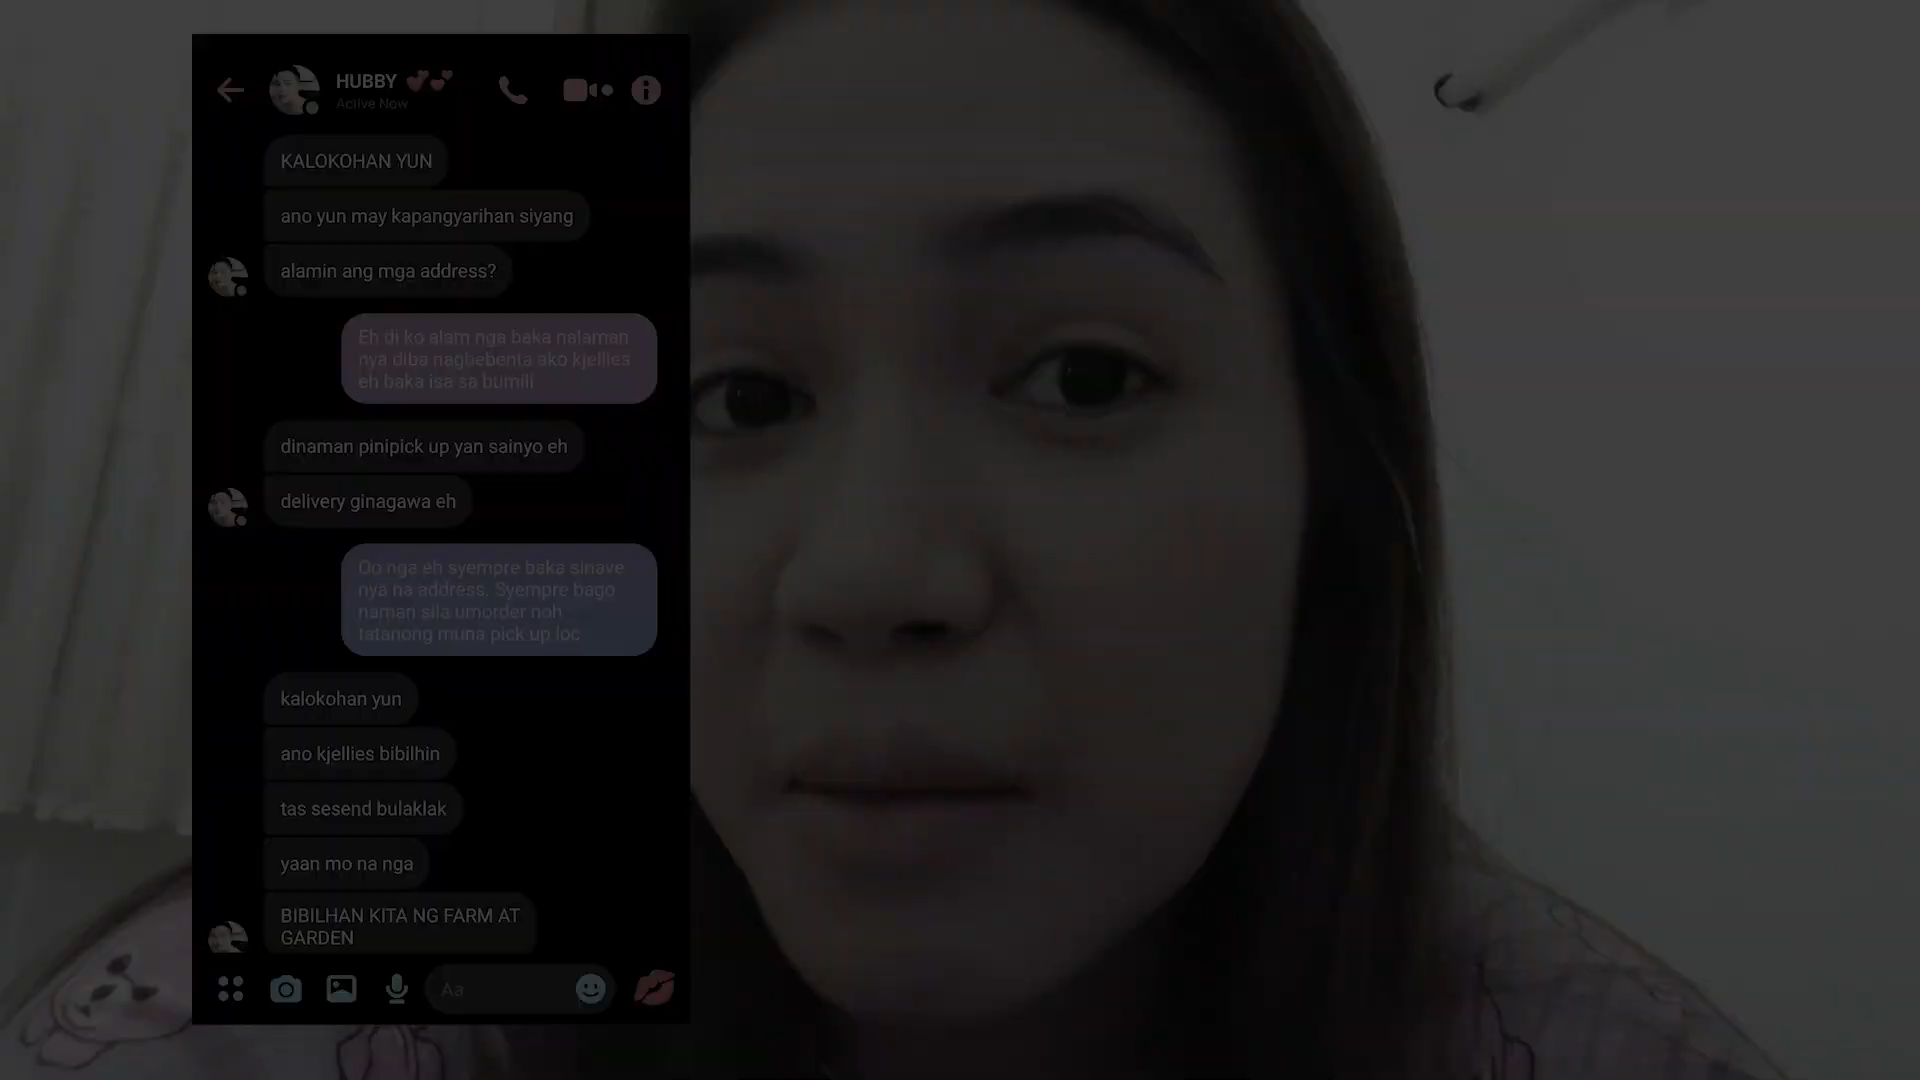 HUBBY
Active Now
KALOKOHAN YUN
ano yun may kapangyarihan siyang
alamin ang mga address?
Eh di ko alam nga baka nalaman
nya diba nagbebenta ako kjellies
eh baka isa sa bumili
dinaman pinipick up yan sainyo eh
delivery ginagawa eh
Oo nga eh syempre baka sinave
nya na address. Syempre bago
naman sila umorder noh
tatanong muna pick up loc
kalokohan yun
ano kjellies bibilhin
tas sesend bulaklak
yaan mo na nga
BIBILHAN KITA NG FARM AT
GARDEN
Aa